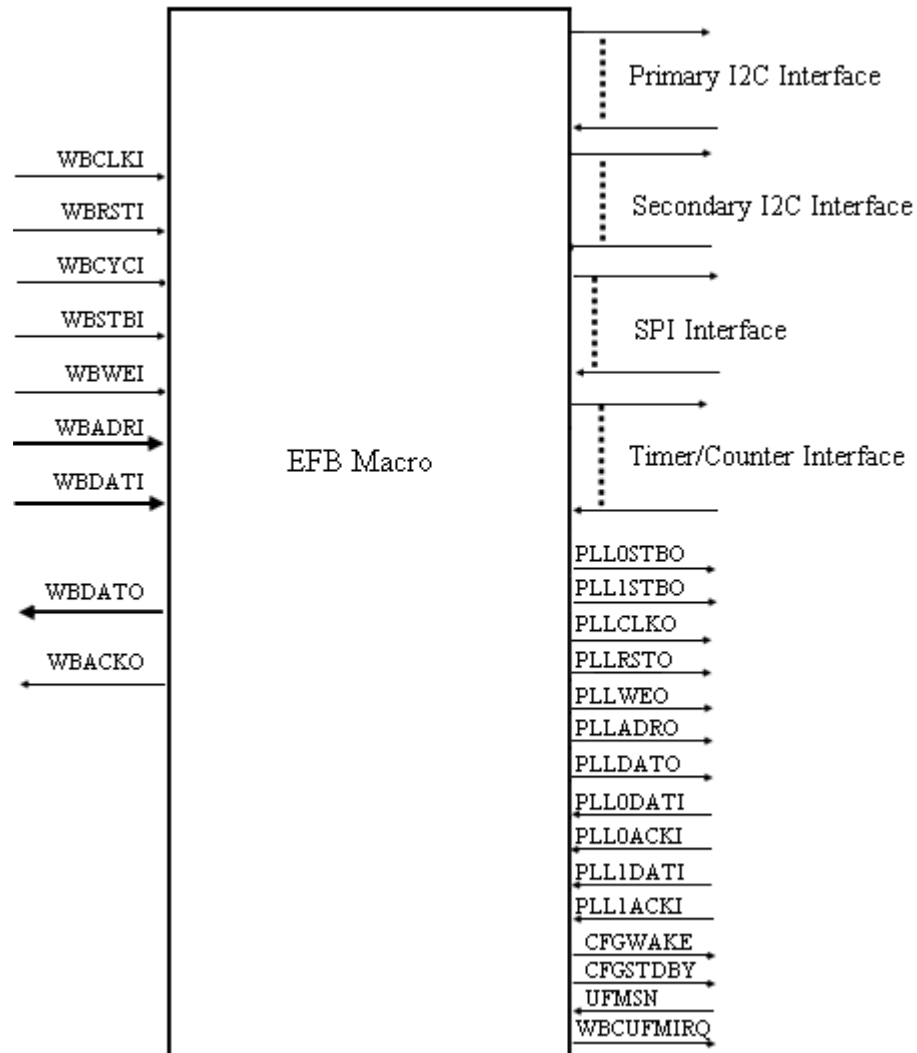 Primary I2C Interface
WBCLKI
WBRSTI
Secondary I2C Interface
WBCYCI
WBSTBI
SPI Interface
WBWEI
WBADRI
EFB Macro
Timer/Counter Interface
WBDATI
PLL0STBO
WBDATO
PLL1STBO
PLLCLKO
WBACKO
PLLRSTO
PLLWEO
PLLADRO
PLLDATO
PLL0DATI
PLL0ACKI
PLL1DATI
PLL1ACKI
CFGWAKE
CFGSTDBY
UFMSN
WBCUFMIRQ